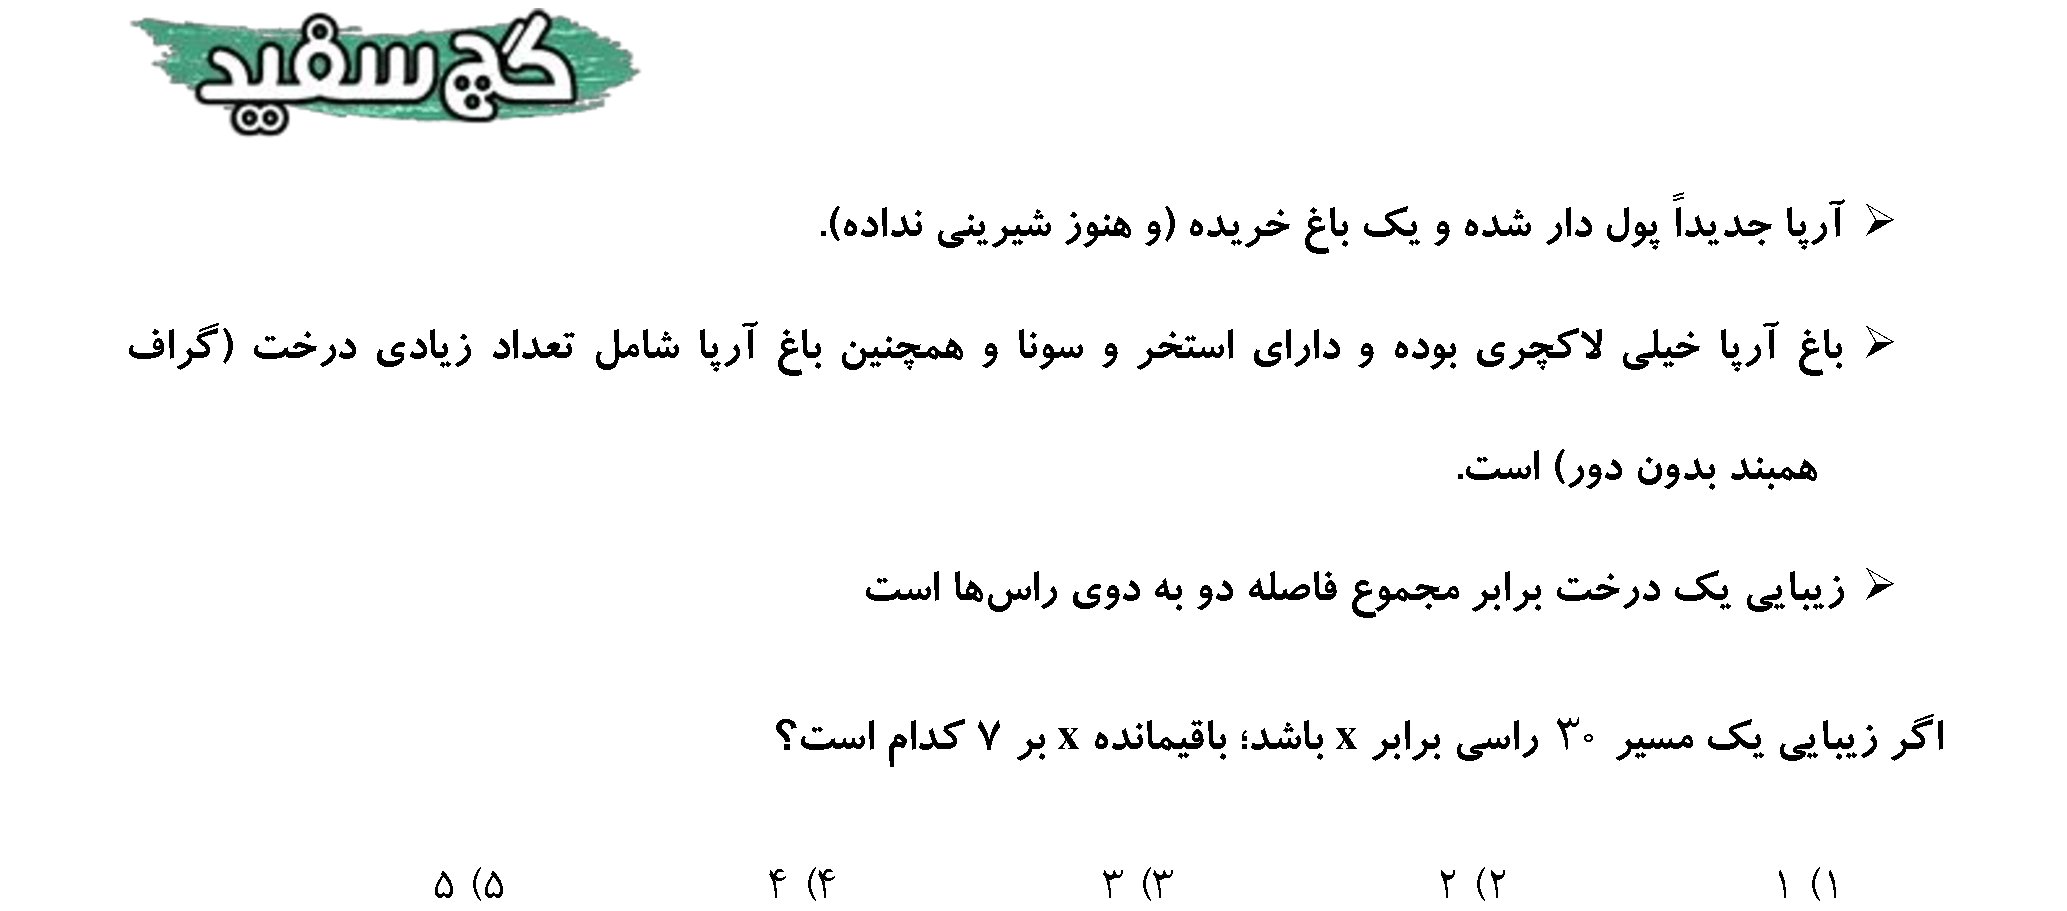 گچ سفید
➢ آرپا جدیداً پول دار شده و یک باغ خریده (و هنوز شیرینی نداده).
➢ باغ آرپا خیلی لاکچری بوده و دارای استخر و سونا و همچنین باغ آرپا شامل تعداد زیادی درخت (گراف
همبند بدون دور) است.
➢ زیبایی یک درخت برابر مجموع فاصله دو به دوی راس‌ها است
اگر زیبایی یک مسیر ۳۰ راسی برابر x باشد؛ باقیمانده x بر ۷ کدام است؟
۱) ۱ ۲) ۲ ۳) ۳ ۴) ۴ ۵) ۵